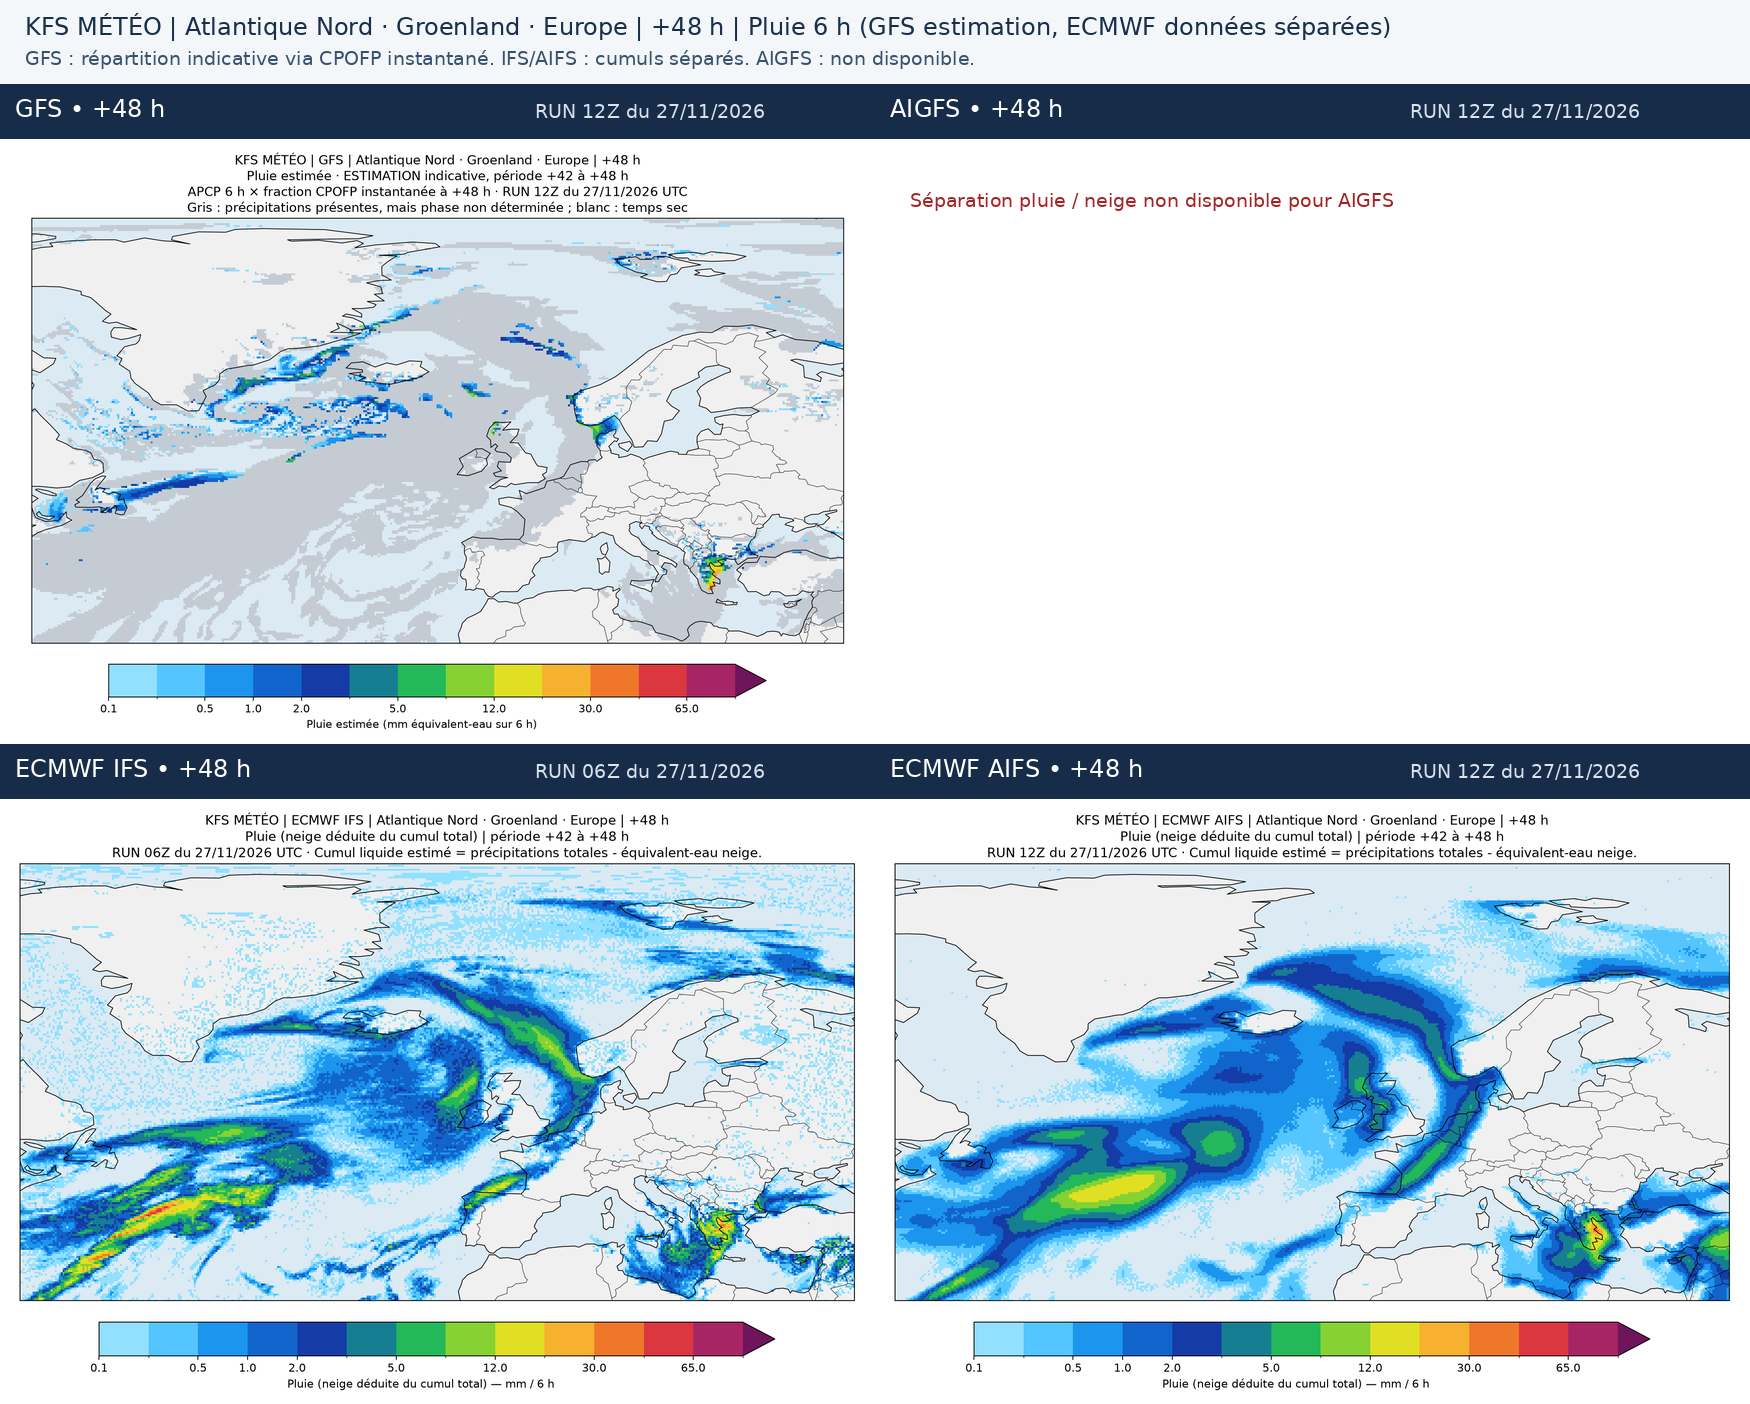 KFS MÉTÉO | Atlantique Nord · Groenland · Europe | +48 h | Pluie 6 h (GFS estimation, ECMWF données séparées)
GFS : répartition indicative via CPOFP instantané. IFS/AIFS : cumuls séparés. AIGFS : non disponible.
GFS • +48 h
RUN 12Z du 27/11/2026
AIGFS • +48 h
RUN 12Z du 27/11/2026
KFS MÉTÉO | GFS | Atlantique Nord · Groenland · Europe | +48 h
Pluie estimée · ESTIMATION indicative, période +42 à +48 h
APCP 6 h × fraction CPOFP instantanée à +48 h · RUN 12Z du 27/11/2026 UTC
Gris : précipitations présentes, mais phase non déterminée ; blanc : temps sec
Séparation pluie / neige non disponible pour AIGFS
0.1 0.5 1.0 2.0 5.0 12.0 30.0 65.0
Pluie estimée (mm équivalent-eau sur 6 h)
ECMWF IFS • +48 h
RUN 06Z du 27/11/2026
ECMWF AIFS • +48 h
RUN 12Z du 27/11/2026
KFS MÉTÉO | ECMWF IFS | Atlantique Nord · Groenland · Europe | +48 h
Pluie (neige déduite du cumul total) | période +42 à +48 h
RUN 06Z du 27/11/2026 UTC · Cumul liquide estimé = précipitations totales - équivalent-eau neige.
KFS MÉTÉO | ECMWF AIFS | Atlantique Nord · Groenland · Europe | +48 h
Pluie (neige déduite du cumul total) | période +42 à +48 h
RUN 12Z du 27/11/2026 UTC · Cumul liquide estimé = précipitations totales - équivalent-eau neige.
0.1 0.5 1.0 2.0 5.0 12.0 30.0 65.0
Pluie (neige déduite du cumul total) — mm / 6 h
0.1 0.5 1.0 2.0 5.0 12.0 30.0 65.0
Pluie (neige déduite du cumul total) — mm / 6 h